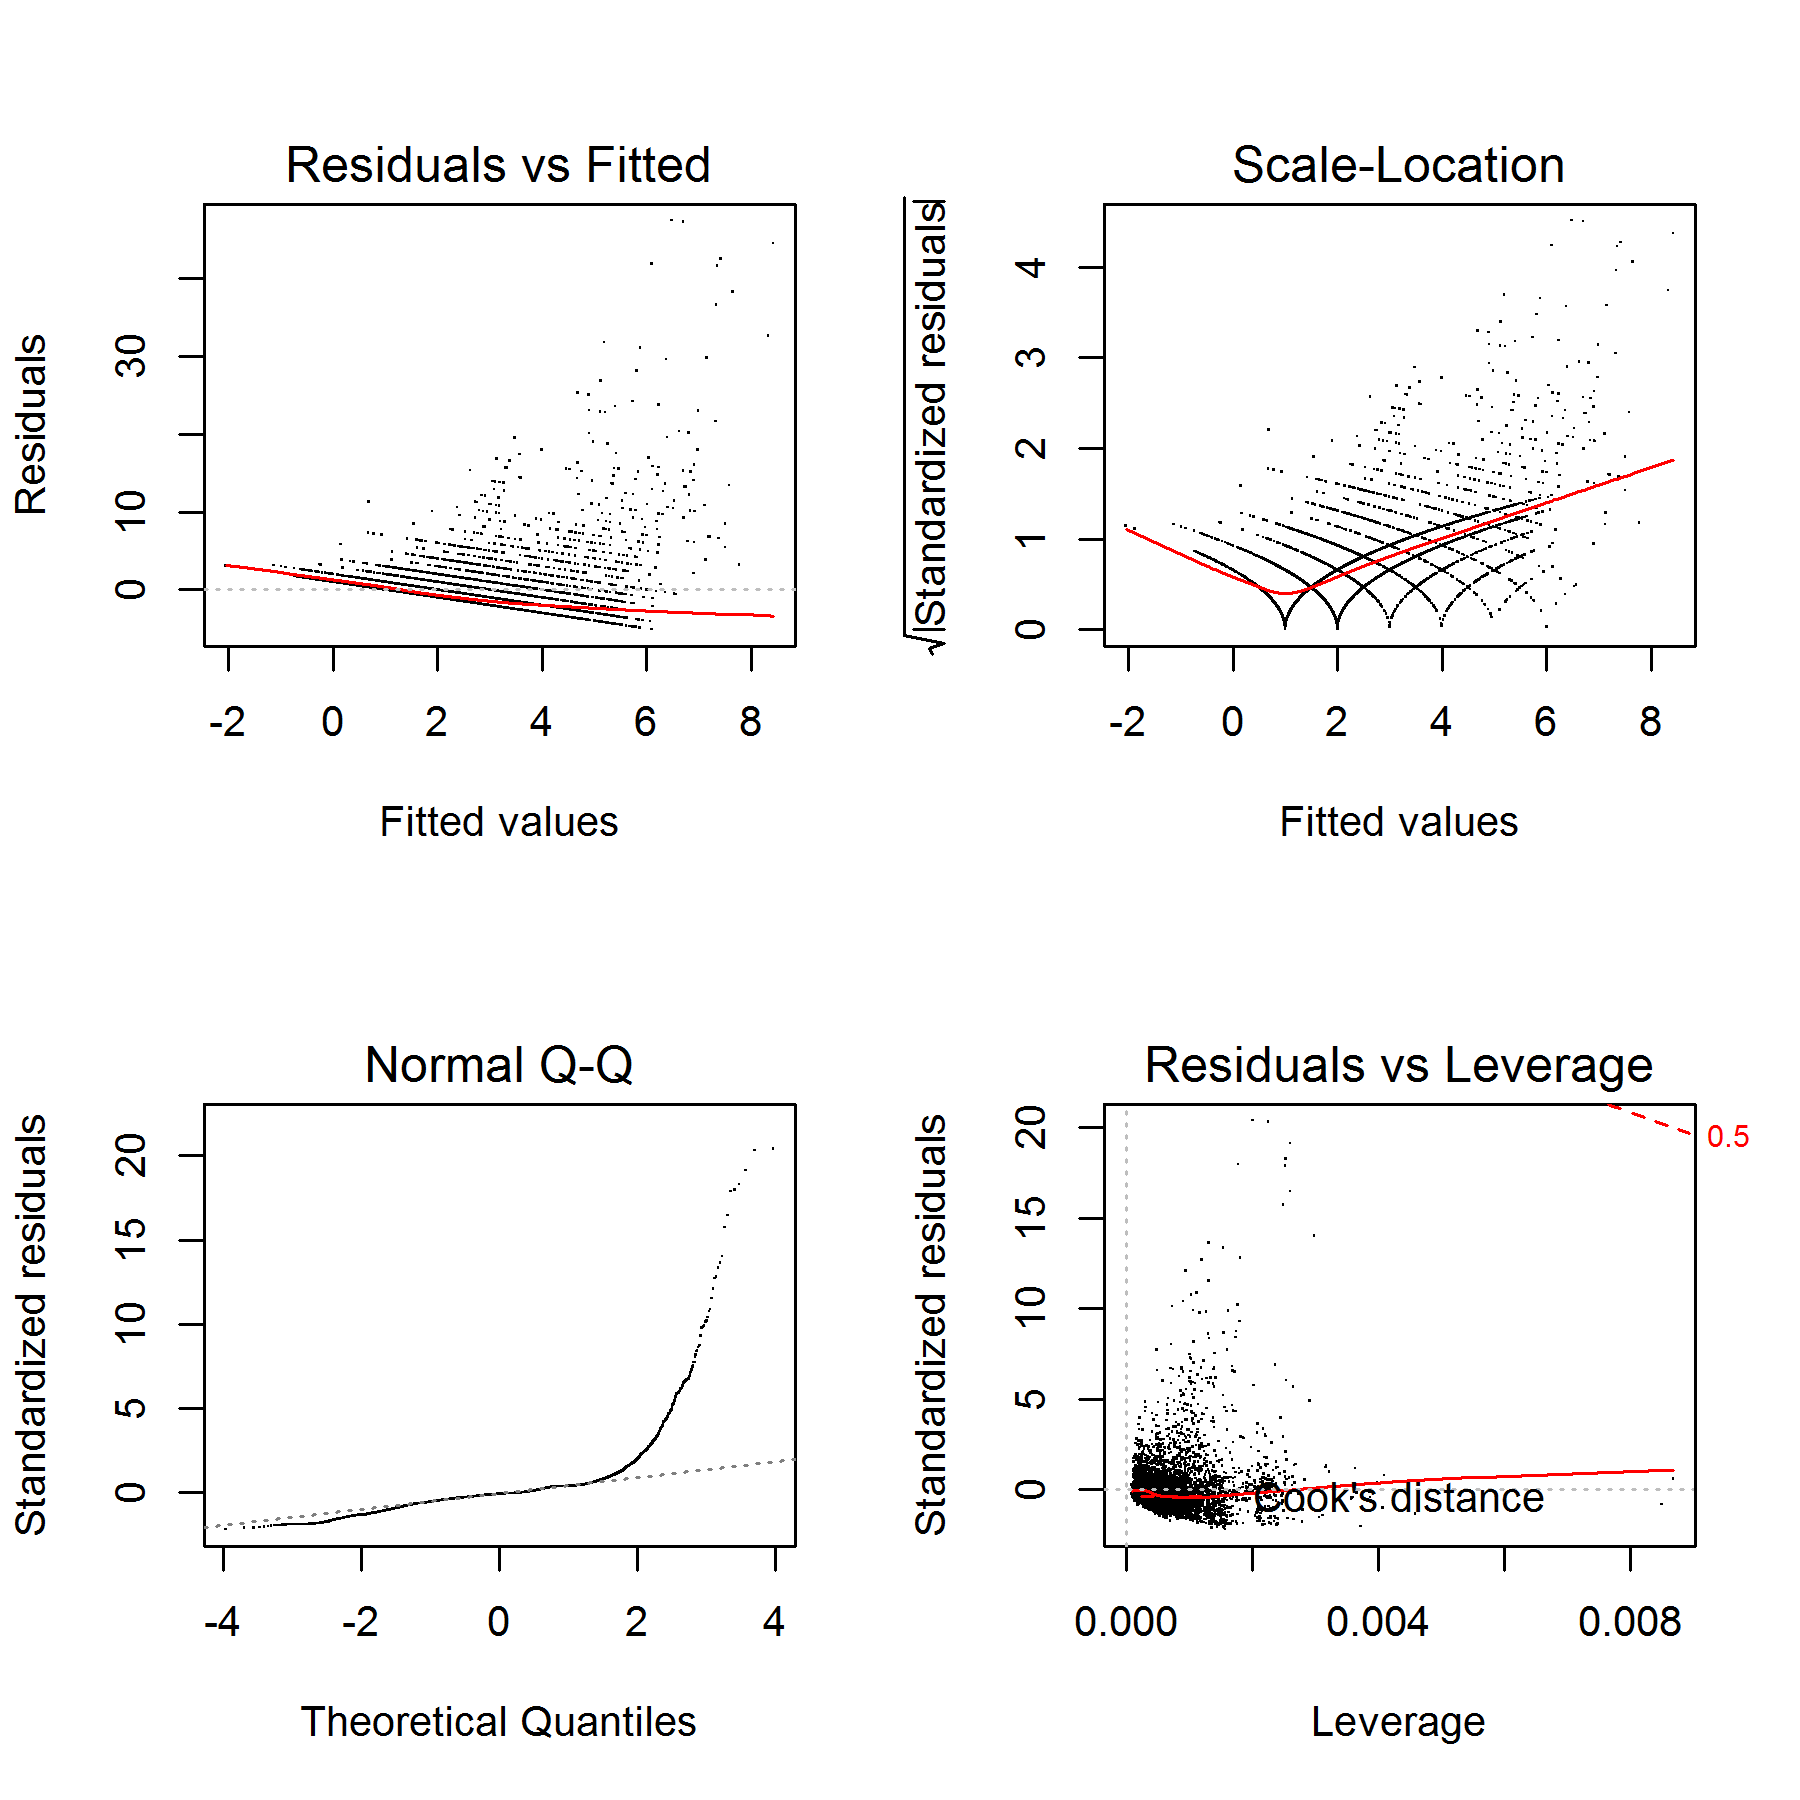 Residuals vs Fitted
Residuals
0
10
30
-2 0 2 4 6 8
Fitted values
Scale-Location
√|Standardized residuals|
0
1
2
3
4
-2 0 2 4 6 8
Fitted values
Normal Q-Q
Standardized residuals
0
5
10
15
20
-4 -2 0 2 4
Theoretical Quantiles
Residuals vs Leverage
Standardized residuals
0
5
10
15
20
0.5
Cook's distance
0.000 0.004 0.008
Leverage